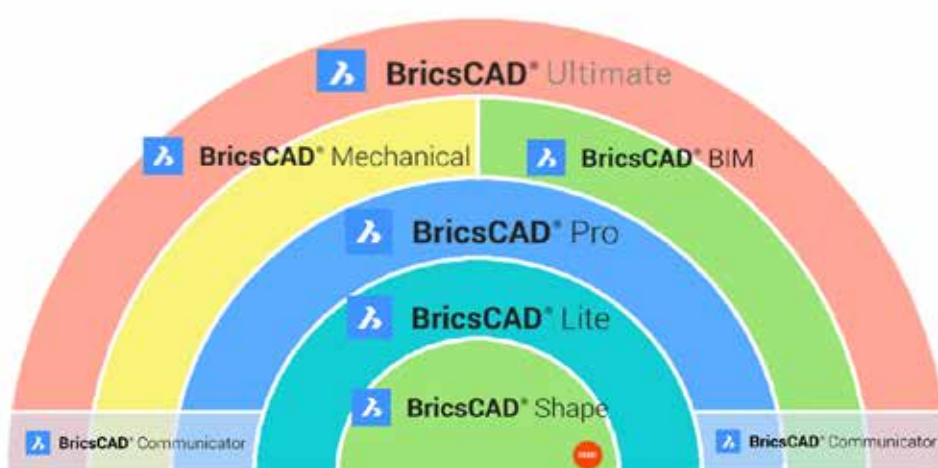 BricsCAD® Ultimate
BricsCAD® Mechanical
BricsCAD® BIM
BricsCAD® Pro
BricsCAD® Lite
BricsCAD® Shape
BricsCAD® Communicator
BricsCAD® Communicator